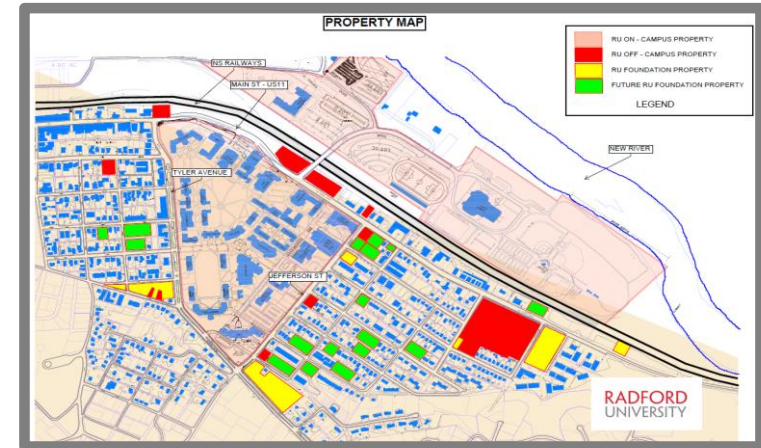 PROPERTY MAP
RU ON - CAMPUS PROPERTY
RU OFF - CAMPUS PROPERTY
RU FOUNDATION PROPERTY
FUTURE RU FOUNDATION PROPERTY
LEGEND
NS RAILWAYS
MAIN ST - US11
NEW RIVER
TYLER AVENUE
JEFFERSON ST
RADFORD
UNIVERSITY